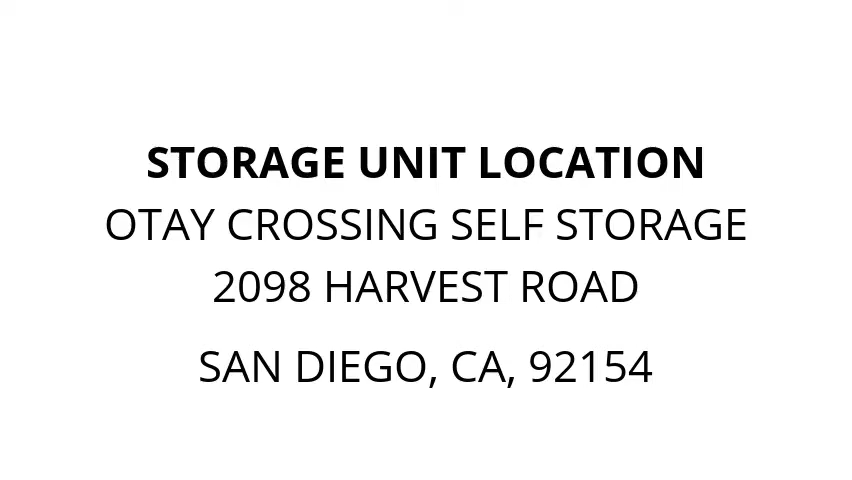 STORAGE UNIT LOCATION
OTAY CROSSING SELF STORAGE
2098 HARVEST ROAD
SAN DIEGO, CA, 92154